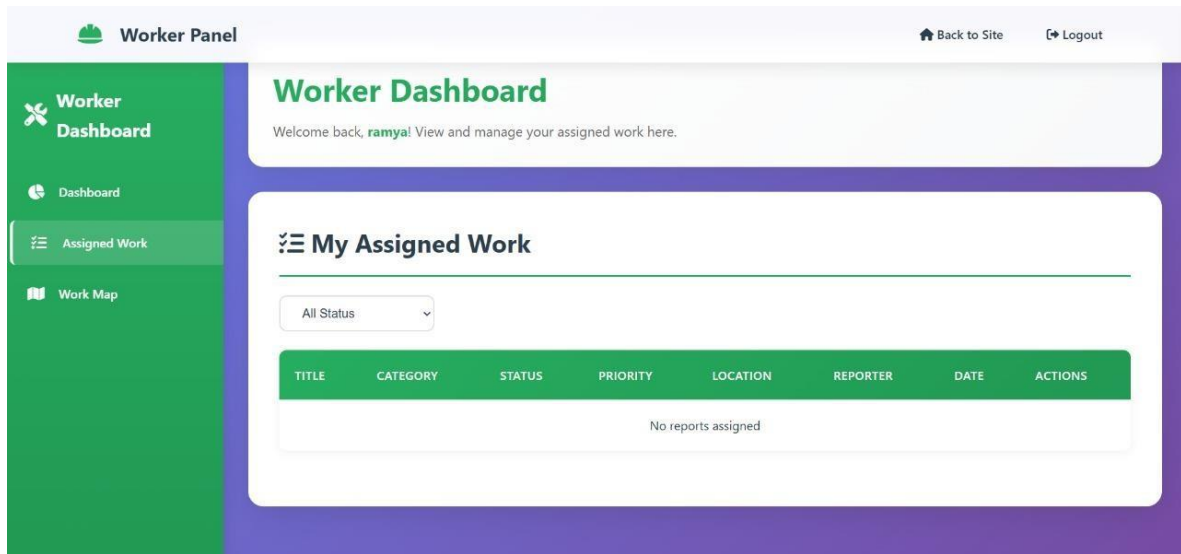 Worker Panel
Back to Site
Logout
Worker
Dashboard
Dashboard
Assigned Work
Work Map
Worker Dashboard
Welcome back, ramya! View and manage your assigned work here.
My Assigned Work
All Status
TITLE CATEGORY STATUS PRIORITY LOCATION REPORTER DATE ACTIONS
No reports assigned